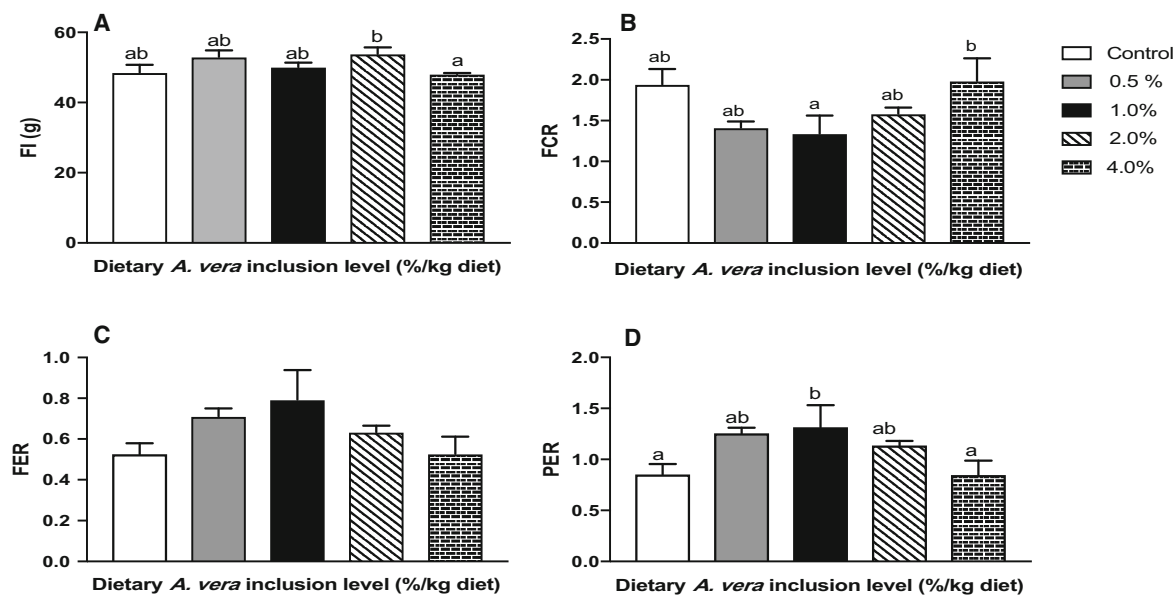 A
FI (g)
60
40
20
0
ab
ab
ab
b
a
Dietary A. vera inclusion level (%/kg diet)
B
FCR
2.5
2.0
1.5
1.0
0.5
0.0
ab
ab
a
ab
b
Dietary A. vera inclusion level (%/kg diet)
Control
0.5 %
1.0%
2.0%
4.0%
C
FER
1.0
0.8
0.6
0.4
0.2
0.0
Dietary A. vera inclusion level (%/kg diet)
D
PER
2.0
1.5
1.0
0.5
0.0
a
ab
b
ab
a
Dietary A. vera inclusion level (%/kg diet)